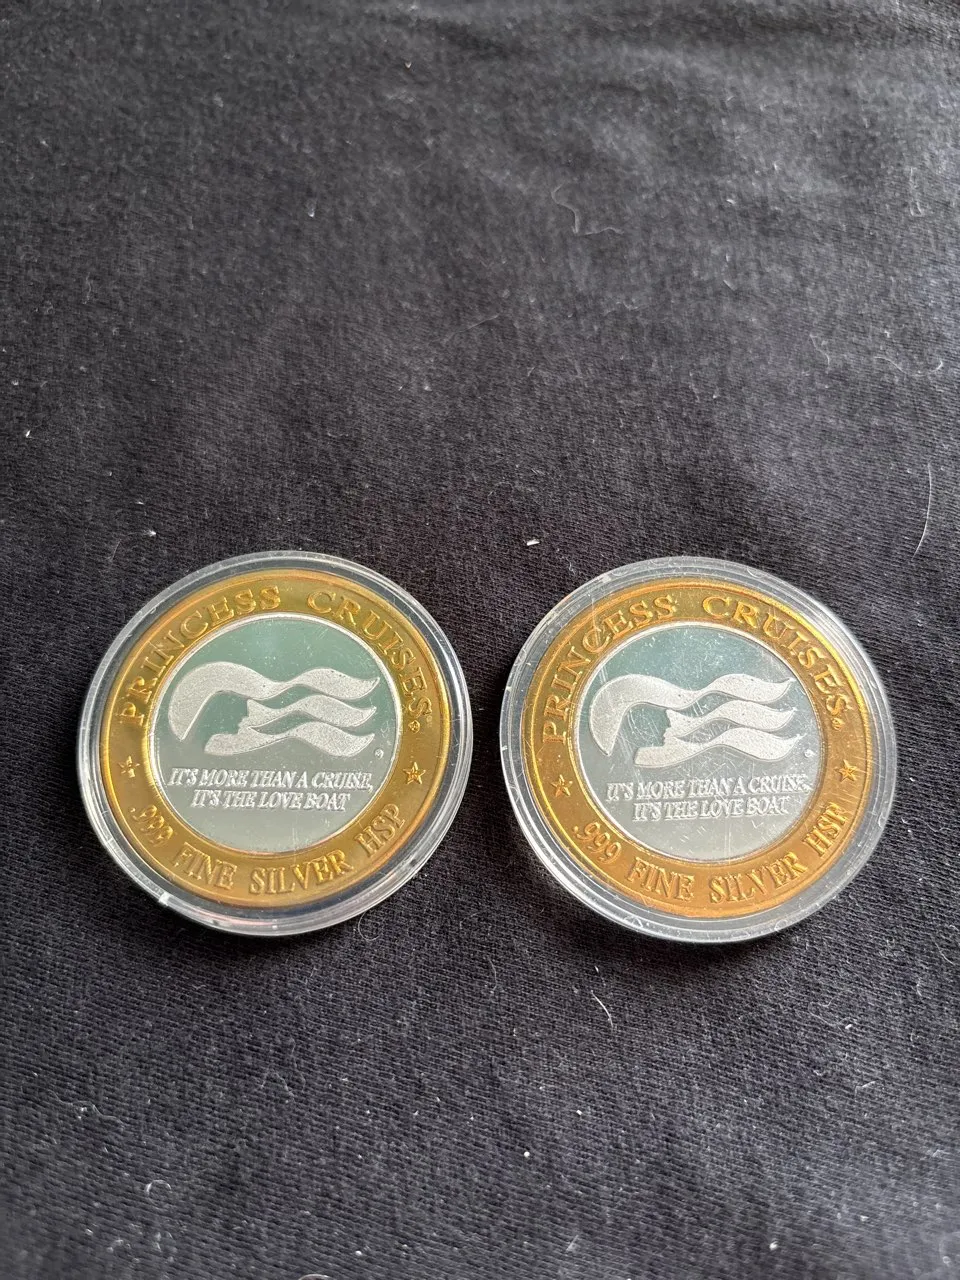 PRINCESS CRUISES®
IT'S MORE THAN A CRUISE,
IT'S THE LOVE BOAT
.999 FINE SILVER HSP
PRINCESS CRUISES®
IT'S MORE THAN A CRUISE,
IT'S THE LOVE BOAT
.999 FINE SILVER HSP